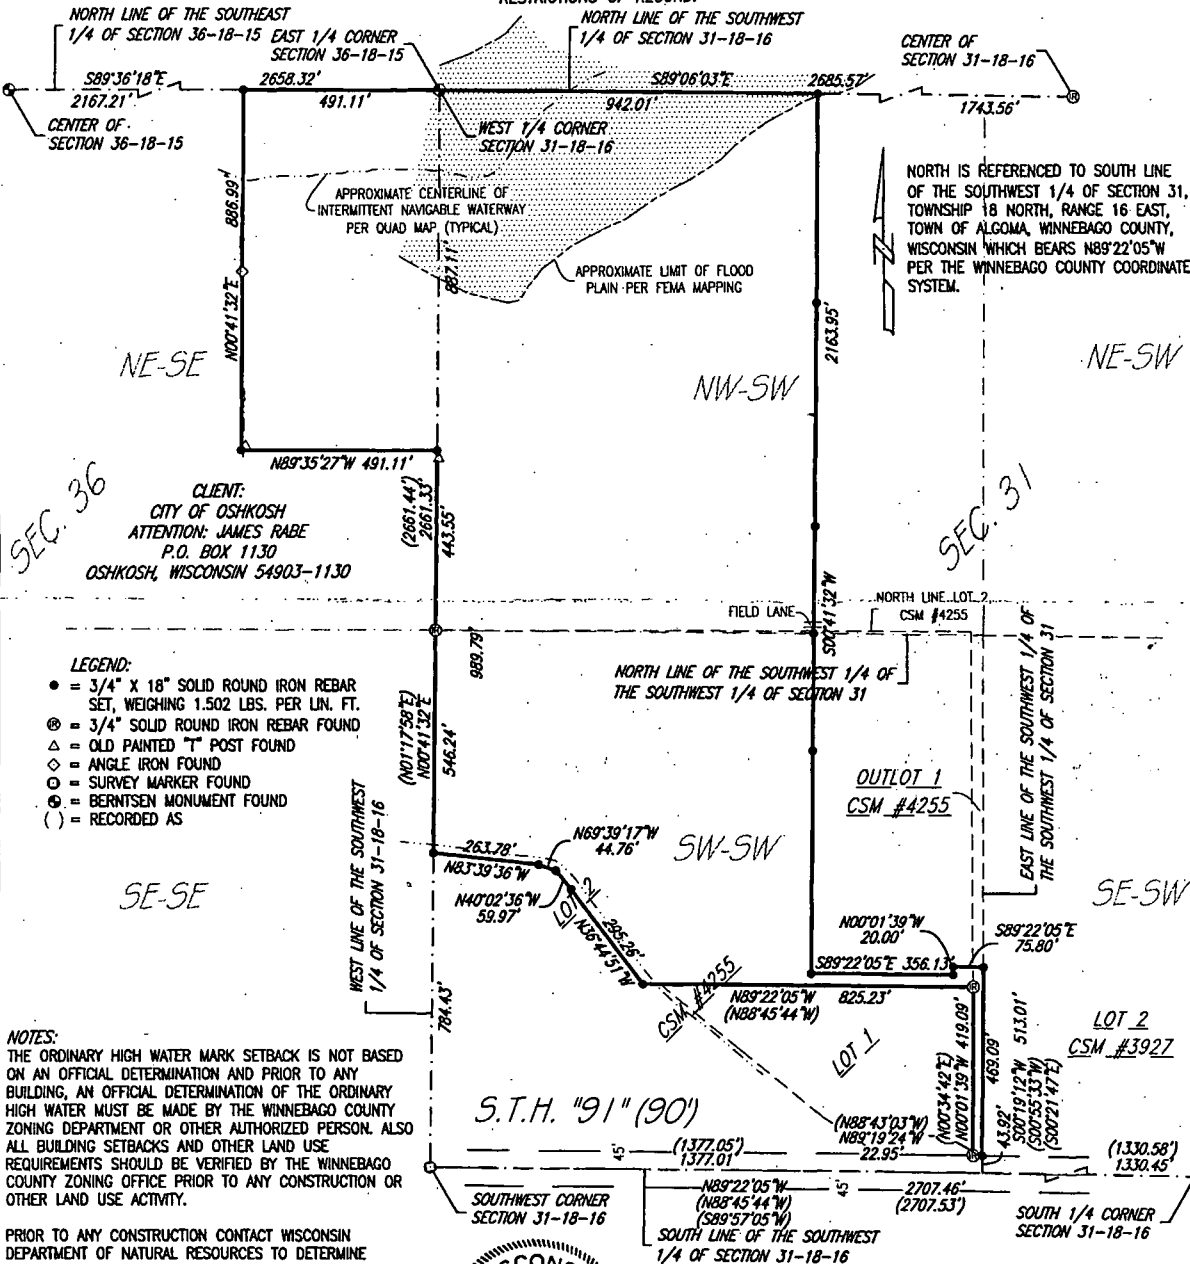 RESTRICTIONS OF RECORD.
NORTH LINE OF THE SOUTHEAST
1/4 OF SECTION 36-18-15
EAST 1/4 CORNER
SECTION 36-18-15
NORTH LINE OF THE SOUTHWEST
1/4 OF SECTION 31-18-16
CENTER OF
SECTION 31-18-16
S89°36'18"E
2167.21'
2658.32'
491.11'
S89°06'03"E
942.01'
2685.57'
1743.56'
CENTER OF
SECTION 36-18-15
WEST 1/4 CORNER
SECTION 31-18-16
NORTH IS REFERENCED TO SOUTH LINE
OF THE SOUTHWEST 1/4 OF SECTION 31,
TOWNSHIP 18 NORTH, RANGE 16 EAST,
TOWN OF ALGOMA, WINNEBAGO COUNTY,
WISCONSIN WHICH BEARS N89°22'05"W
PER THE WINNEBAGO COUNTY COORDINATE
SYSTEM.
N
886.99'
N00°41'32"E
APPROXIMATE CENTERLINE OF
INTERMITTENT NAVIGABLE WATERWAY
PER QUAD MAP (TYPICAL)
887.11'
APPROXIMATE LIMIT OF FLOOD
PLAIN PER FEMA MAPPING
2163.95'
NE-SE
NW-SW
NE-SW
N89°35'27"W 491.11'
SEC. 36
CLIENT:
CITY OF OSHKOSH
ATTENTION: JAMES RABE
P.O. BOX 1130
OSHKOSH, WISCONSIN 54903-1130
(2661.44')
2661.33'
443.55'
SEC. 31
S00°41'32"W
FIELD LANE
NORTH LINE LOT 2
CSM #4255
NORTH LINE OF THE SOUTHWEST 1/4 OF
THE SOUTHWEST 1/4 OF SECTION 31
EAST LINE OF THE SOUTHWEST 1/4 OF
THE SOUTHWEST 1/4 OF SECTION 31
LEGEND:
● = 3/4" X 18" SOLID ROUND IRON REBAR
SET, WEIGHING 1.502 LBS. PER LIN. FT.
Ⓡ = 3/4" SOLID ROUND IRON REBAR FOUND
△ = OLD PAINTED "T" POST FOUND
◇ = ANGLE IRON FOUND
= SURVEY MARKER FOUND
= BERNTSEN MONUMENT FOUND
( ) = RECORDED AS
989.79'
(N01°17'58"E)
N00°41'32"E
546.24'
WEST LINE OF THE SOUTHWEST
1/4 OF SECTION 31-18-16
OUTLOT 1
CSM #4255
263.78'
N83°39'36"W
N69°39'17"W
44.76'
SW-SW
SE-SE
SE-SW
N40°02'36"W
59.97'
LOT 2
295.26'
N36°44'51"W
CSM #4255
N00°01'39"W
20.00'
S89°22'05"E
75.80'
S89°22'05"E 356.13'
N89°22'05"W 825.23'
(N88°45'44"W)
784.43'
LOT 1
LOT 2
CSM #3927
(N00°34'42"E)
N00°01'39"W 419.09'
469.09'
43.92'
S00°19'12"W 513.01'
(S00°55'33"W)
(S00°21'47"E)
NOTES:
THE ORDINARY HIGH WATER MARK SETBACK IS NOT BASED
ON AN OFFICIAL DETERMINATION AND PRIOR TO ANY
BUILDING, AN OFFICIAL DETERMINATION OF THE ORDINARY
HIGH WATER MUST BE MADE BY THE WINNEBAGO COUNTY
ZONING DEPARTMENT OR OTHER AUTHORIZED PERSON. ALSO
ALL BUILDING SETBACKS AND OTHER LAND USE
REQUIREMENTS SHOULD BE VERIFIED BY THE WINNEBAGO
COUNTY ZONING OFFICE PRIOR TO ANY CONSTRUCTION OR
OTHER LAND USE ACTIVITY.
PRIOR TO ANY CONSTRUCTION CONTACT WISCONSIN
DEPARTMENT OF NATURAL RESOURCES TO DETERMINE
S.T.H. "91" (90')
(N88°43'03"W)
N89°19'24"W
22.95'
(1377.05')
1377.01
45'
45'
(1330.58')
1330.45'
SOUTHWEST CORNER
SECTION 31-18-16
N89°22'05"W
(N88°45'44"W)
(S89°57'05"W)
2707.46'
(2707.53')
SOUTH LINE OF THE SOUTHWEST
1/4 OF SECTION 31-18-16
SOUTH 1/4 CORNER
SECTION 31-18-16